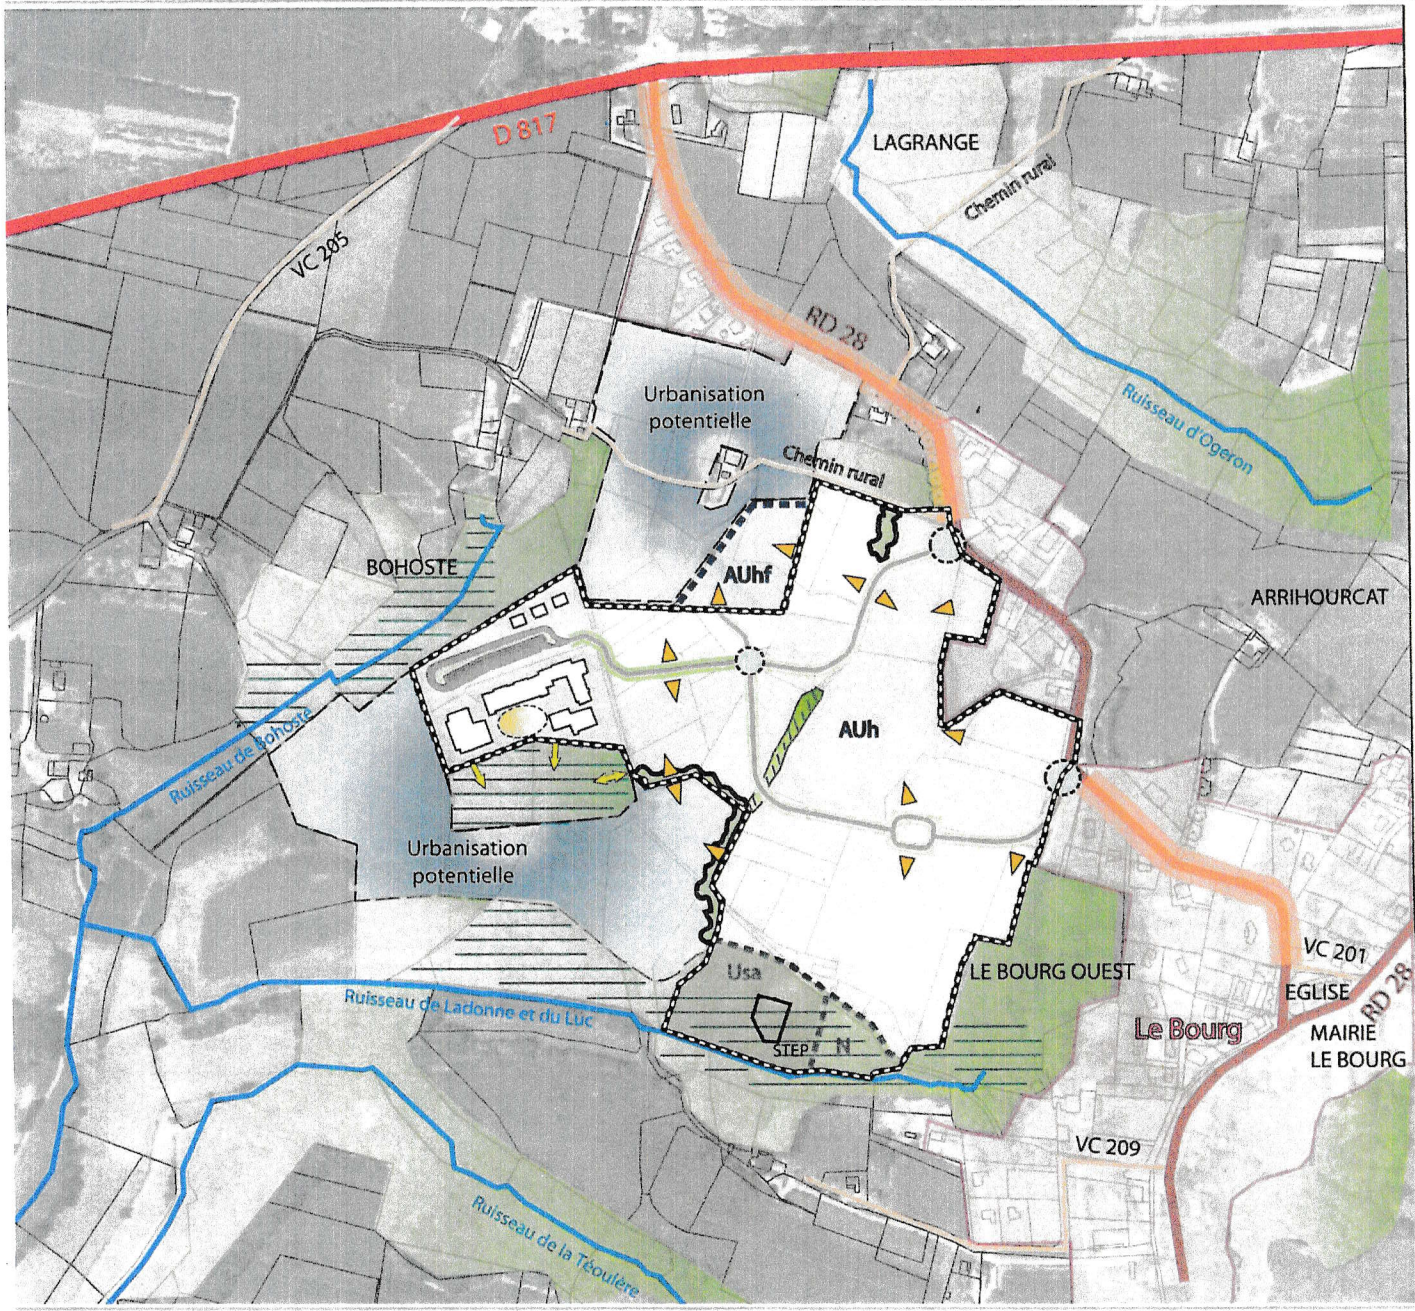 D 817
LAGRANGE
Chemin rural
VC 205
RD 28
Urbanisation
potentielle
Ruisseau d'Ogeron
Chemin rural
BOHOSTE
AUhf
ARRIHOURCAT
AUh
Ruisseau de Bohoste
Urbanisation
potentielle
VC 201
Usa
LE BOURG OUEST
EGLISE
RD 28
Ruisseau de Ladonne et du Luc
Le Bourg
MAIRIE
LE BOURG
STEP
N
VC 209
Ruisseau de la Téoulère